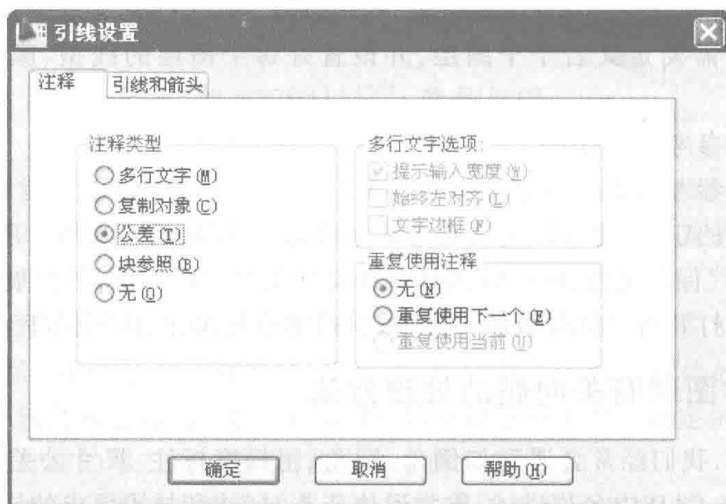 引线设置
注释
引线和箭头
注释类型
多行文字(M)
复制对象(C)
公差(T)
块参照(B)
无(O)
多行文字选项:
提示输入宽度(W)
始终左对齐(L)
文字边框(F)
重复使用注释
无(N)
重复使用下一个(E)
重复使用当前(U)
确定
取消
帮助(H)